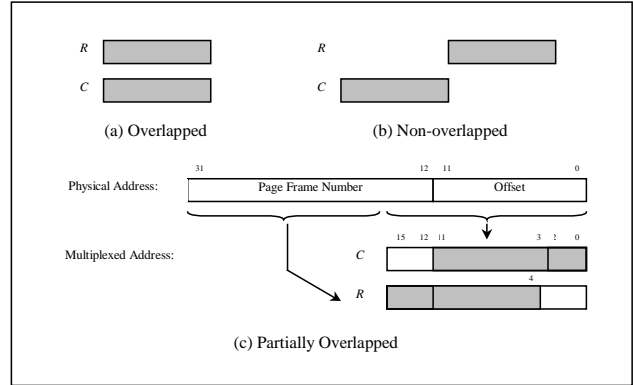 R
R
C
C
(a) Overlapped
(b) Non-overlapped
31 12 11 0
Physical Address: Page Frame Number Offset
15 12 11 3 2 0
Multiplexed Address: C
4
R
(c) Partially Overlapped